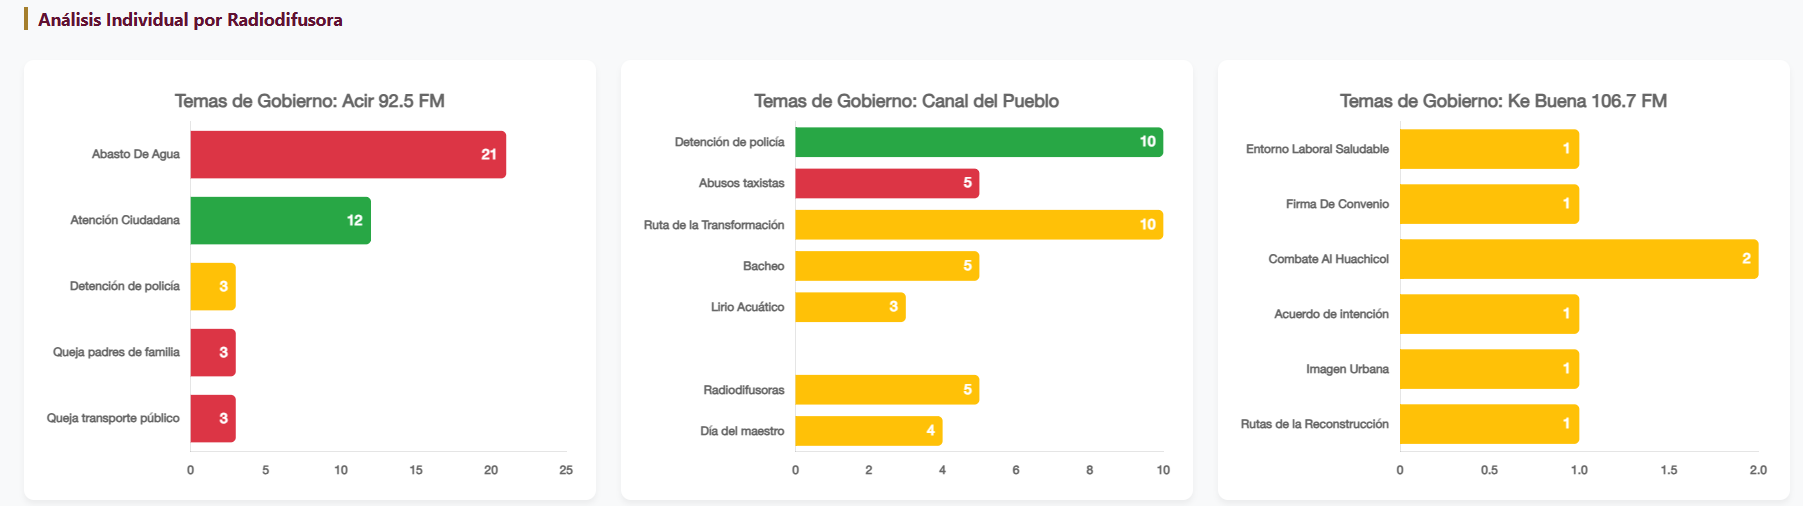 Análisis Individual por Radiodifusora
Temas de Gobierno: Acir 92.5 FM
Abasto De Agua 21
Atención Ciudadana 12
Detención de policía 3
Queja padres de familia 3
Queja transporte público 3
0 5 10 15 20 25
Temas de Gobierno: Canal del Pueblo
Detención de policía 10
Abusos taxistas 5
Ruta de la Transformación 10
Bacheo 5
Lirio Acuático 3
Radiodifusoras 5
Día del maestro 4
0 2 4 6 8 10
Temas de Gobierno: Ke Buena 106.7 FM
Entorno Laboral Saludable 1
Firma De Convenio 1
Combate Al Huachicol 2
Acuerdo de intención 1
Imagen Urbana 1
Rutas de la Reconstrucción 1
0 0.5 1.0 1.5 2.0